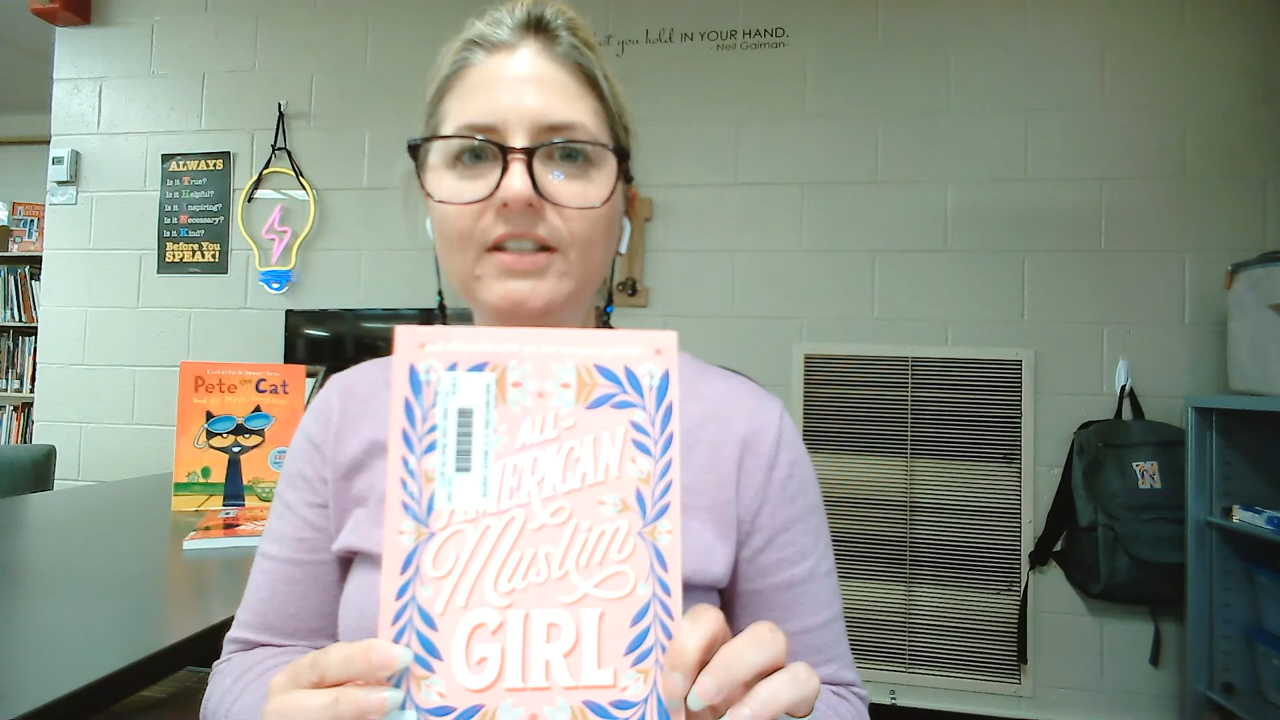 at you hold IN YOUR HAND.
- Neil Gaiman-
ALWAYS
Is it True?
Is it Helpful?
Is it Inspiring?
Is it Necessary?
Is it Kind?
Before You
SPEAK!
Pete the Cat
ALL-
AMERICAN
Muslim
GIRL
N